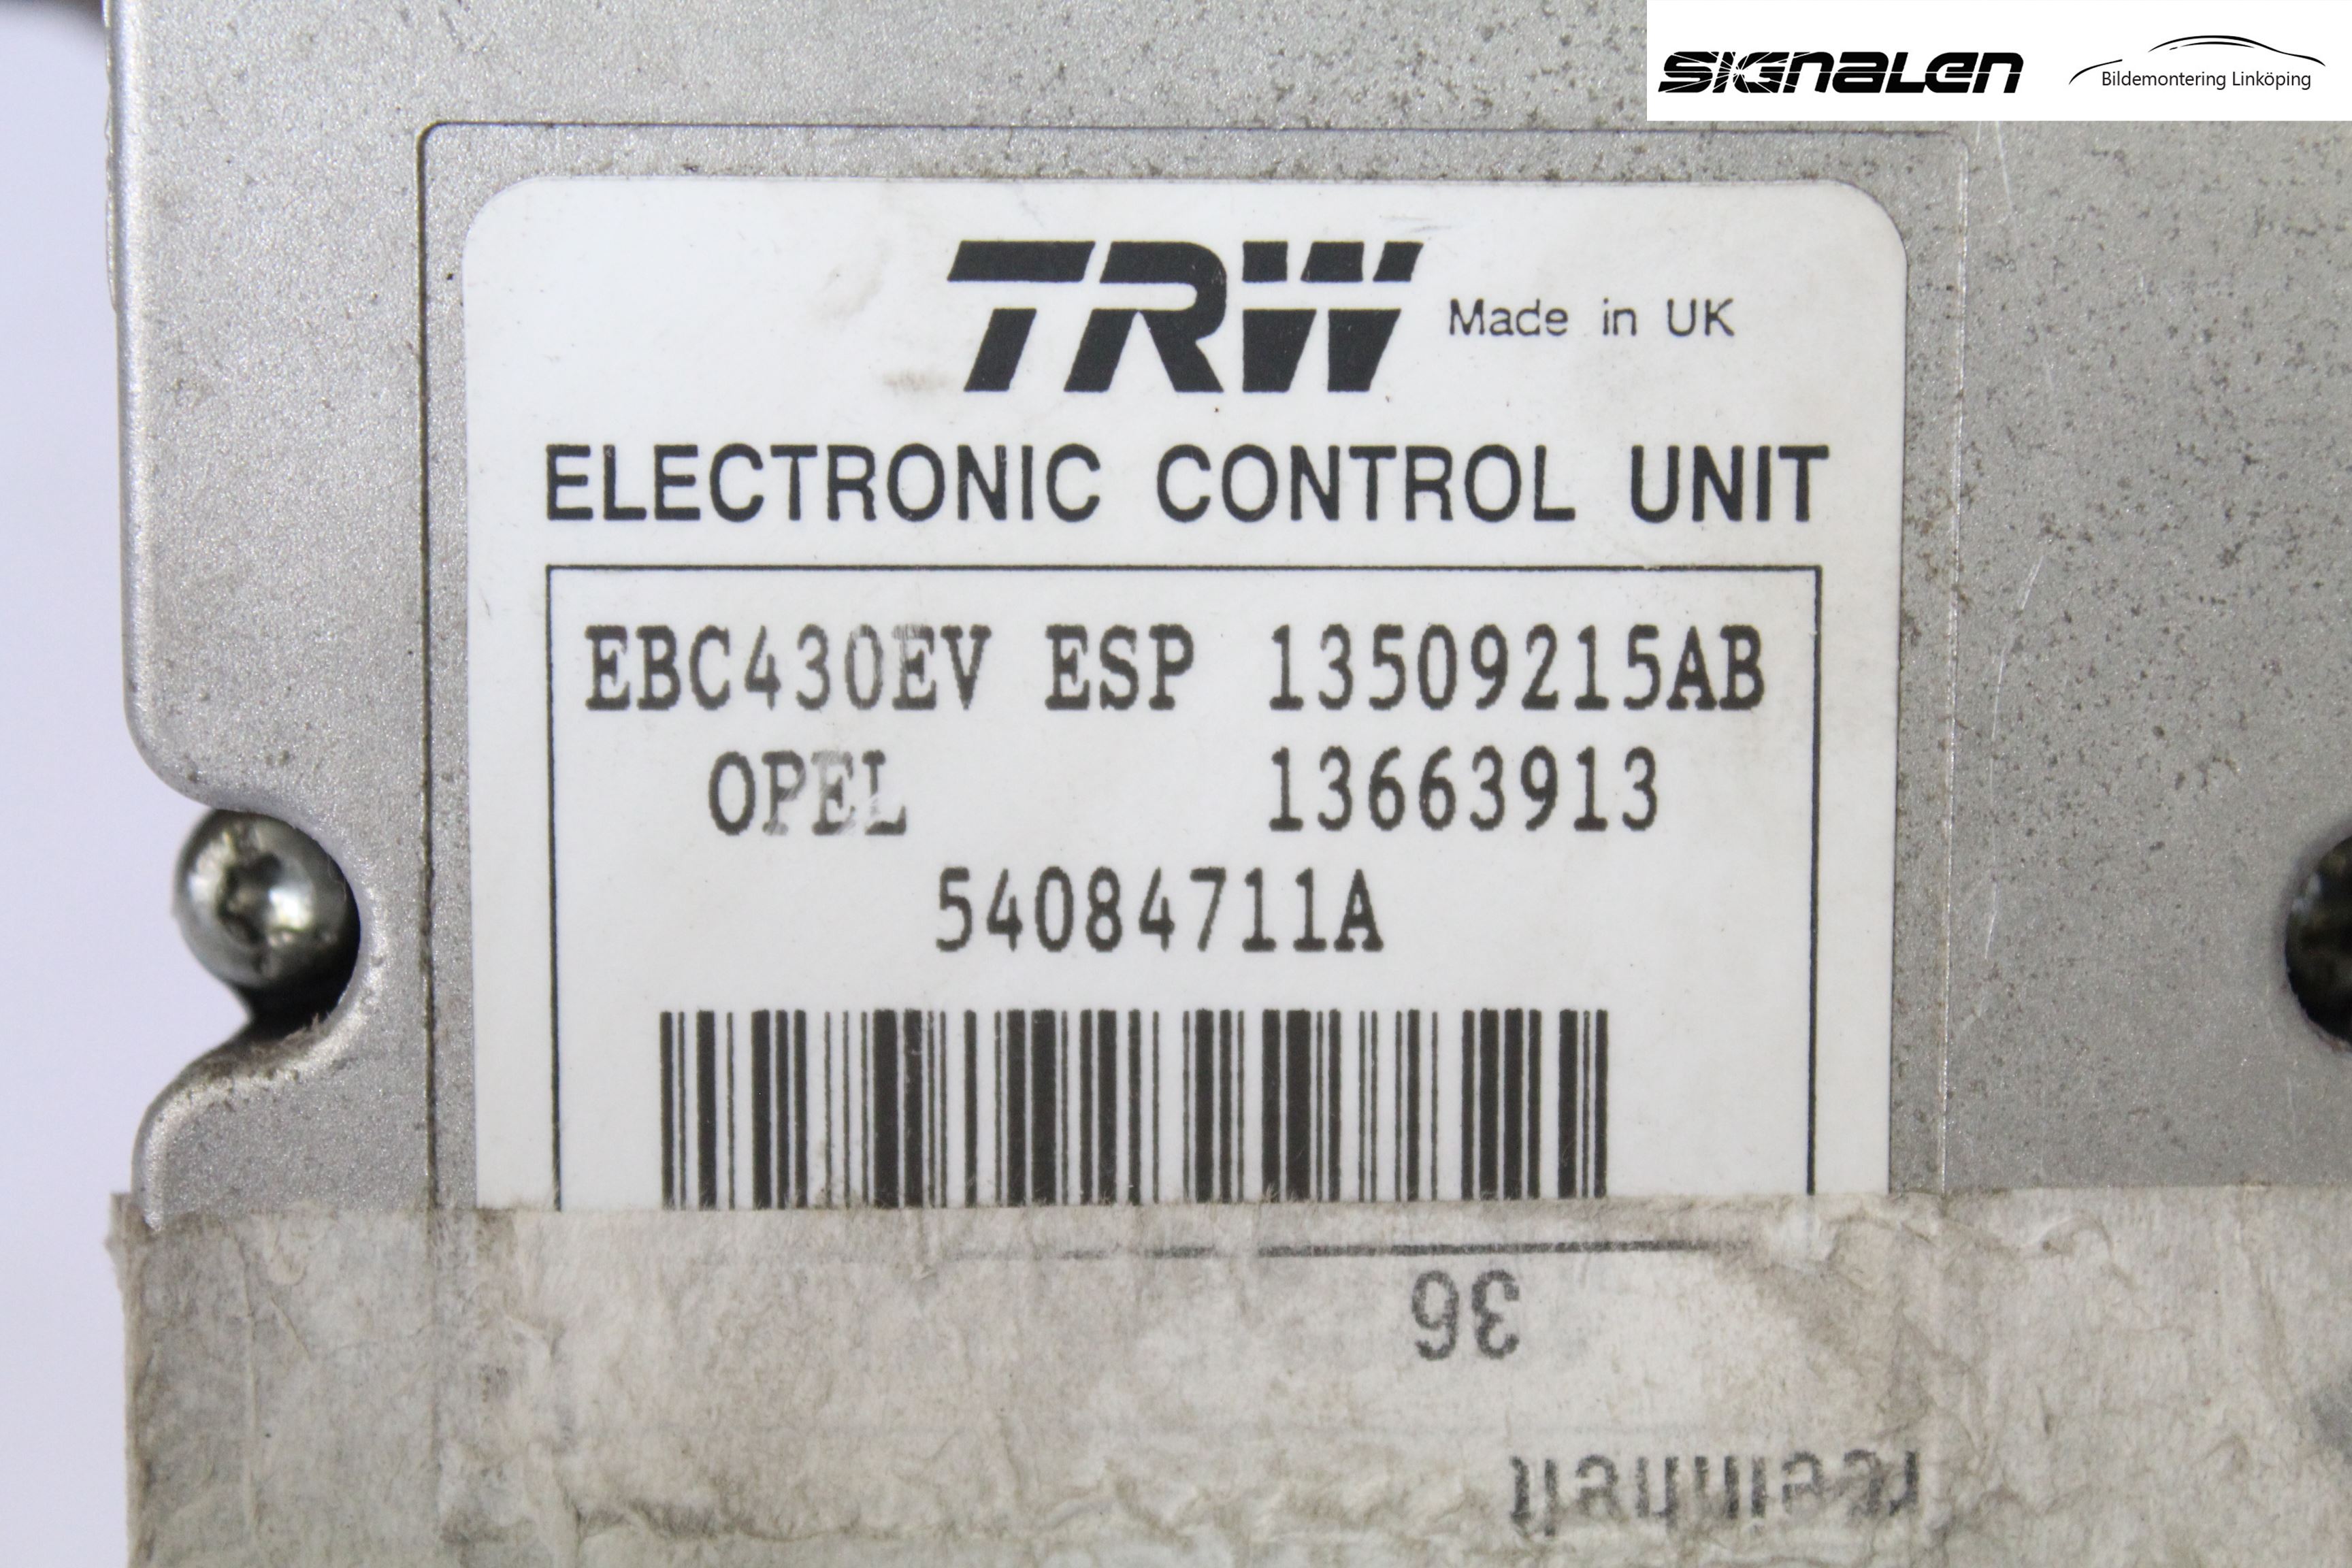 SIGNALEN
Bildemontering Linköping
TRW Made in UK
ELECTRONIC CONTROL UNIT
EBC430EV ESP 13509215AB
OPEL 13663913
54084711A
36